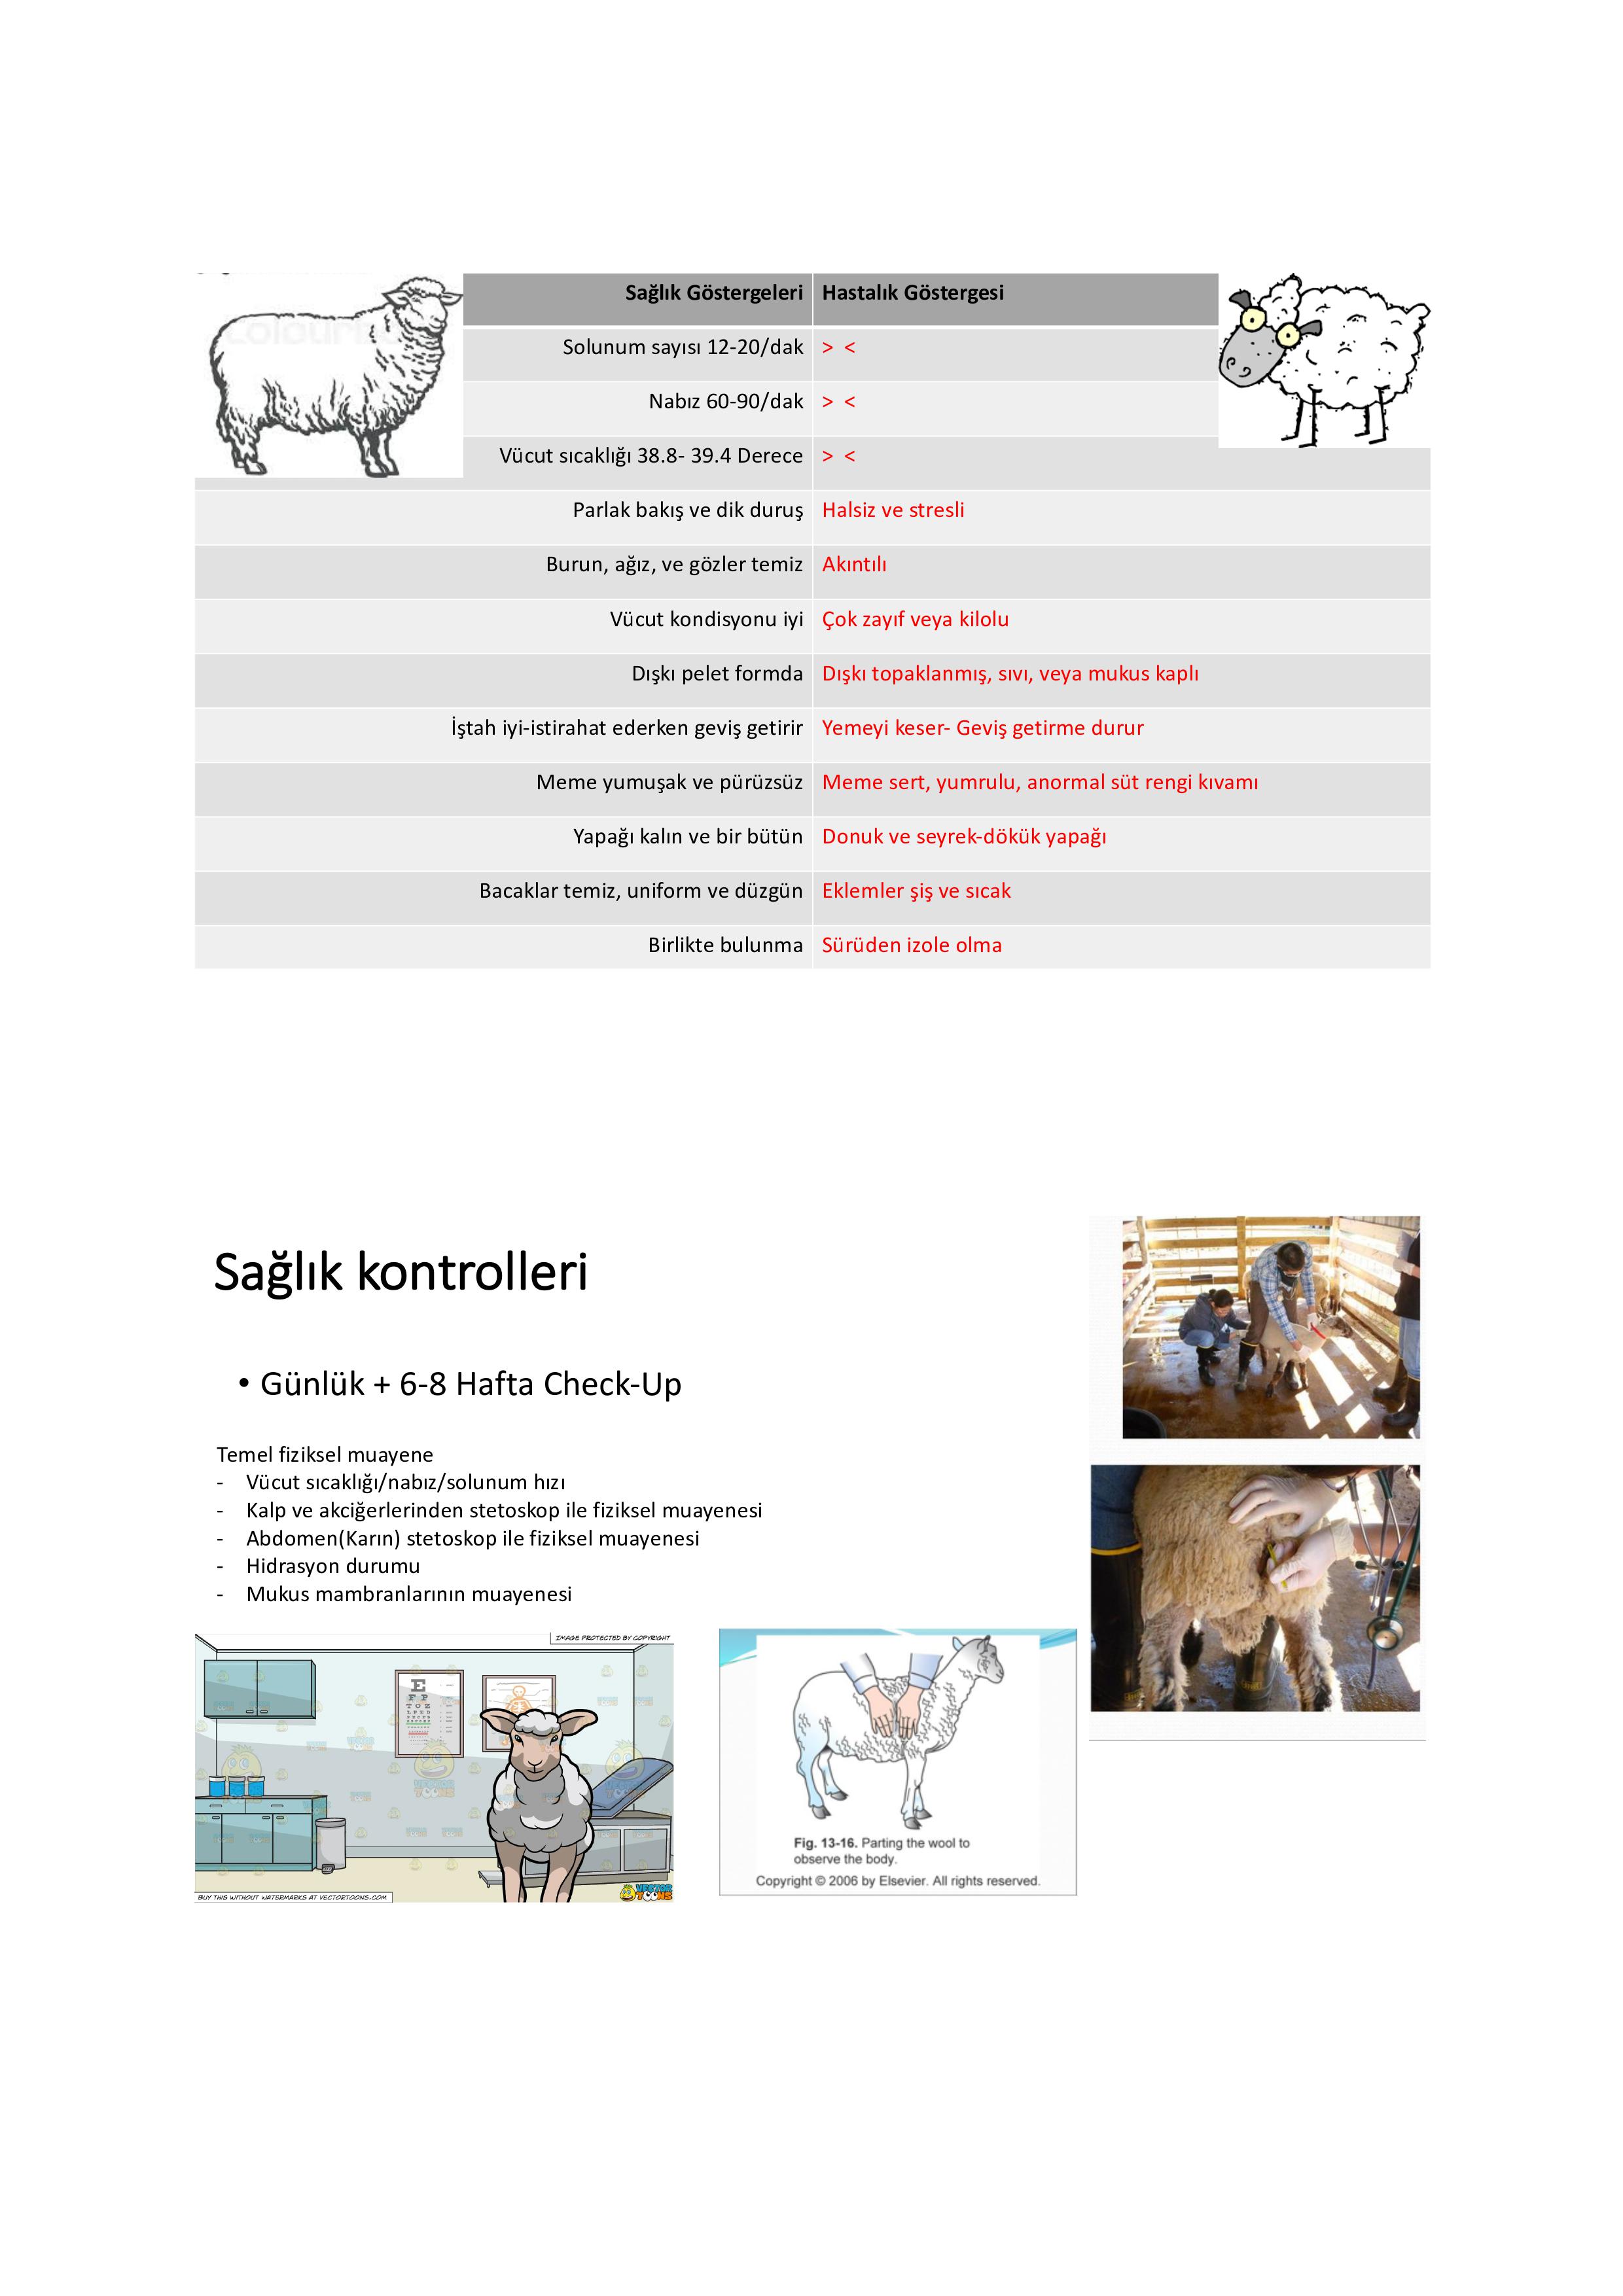 Sağlık Göstergeleri Hastalık Göstergesi
Solunum sayısı 12-20/dak > <
Nabız 60-90/dak > <
Vücut sıcaklığı 38.8- 39.4 Derece > <
Parlak bakış ve dik duruş Halsiz ve stresli
Burun, ağız, ve gözler temiz Akıntılı
Vücut kondisyonu iyi Çok zayıf veya kilolu
Dışkı pelet formda Dışkı topaklanmış, sıvı, veya mukus kaplı
İştah iyi-istirahat ederken geviş getirir Yemeyi keser- Geviş getirme durur
Meme yumuşak ve pürüzsüz Meme sert, yumrulu, anormal süt rengi kıvamı
Yapağı kalın ve bir bütün Donuk ve seyrek-dökük yapağı
Bacaklar temiz, uniform ve düzgün Eklemler şiş ve sıcak
Birlikte bulunma Sürüden izole olma
Sağlık kontrolleri
• Günlük + 6-8 Hafta Check-Up
Temel fiziksel muayene
- Vücut sıcaklığı/nabız/solunum hızı
- Kalp ve akciğerlerinden stetoskop ile fiziksel muayenesi
- Abdomen(Karın) stetoskop ile fiziksel muayenesi
- Hidrasyon durumu
- Mukus mambranlarının muayenesi
IMAGE PROTECTED BY COPYRIGHT
E
F P
T O Z
BUY THIS WITHOUT WATERMARKS AT VECTORTOONS.COM
VECTOR
TOONS
Fig. 13-16. Parting the wool to
observe the body.
Copyright © 2006 by Elsevier. All rights reserved.